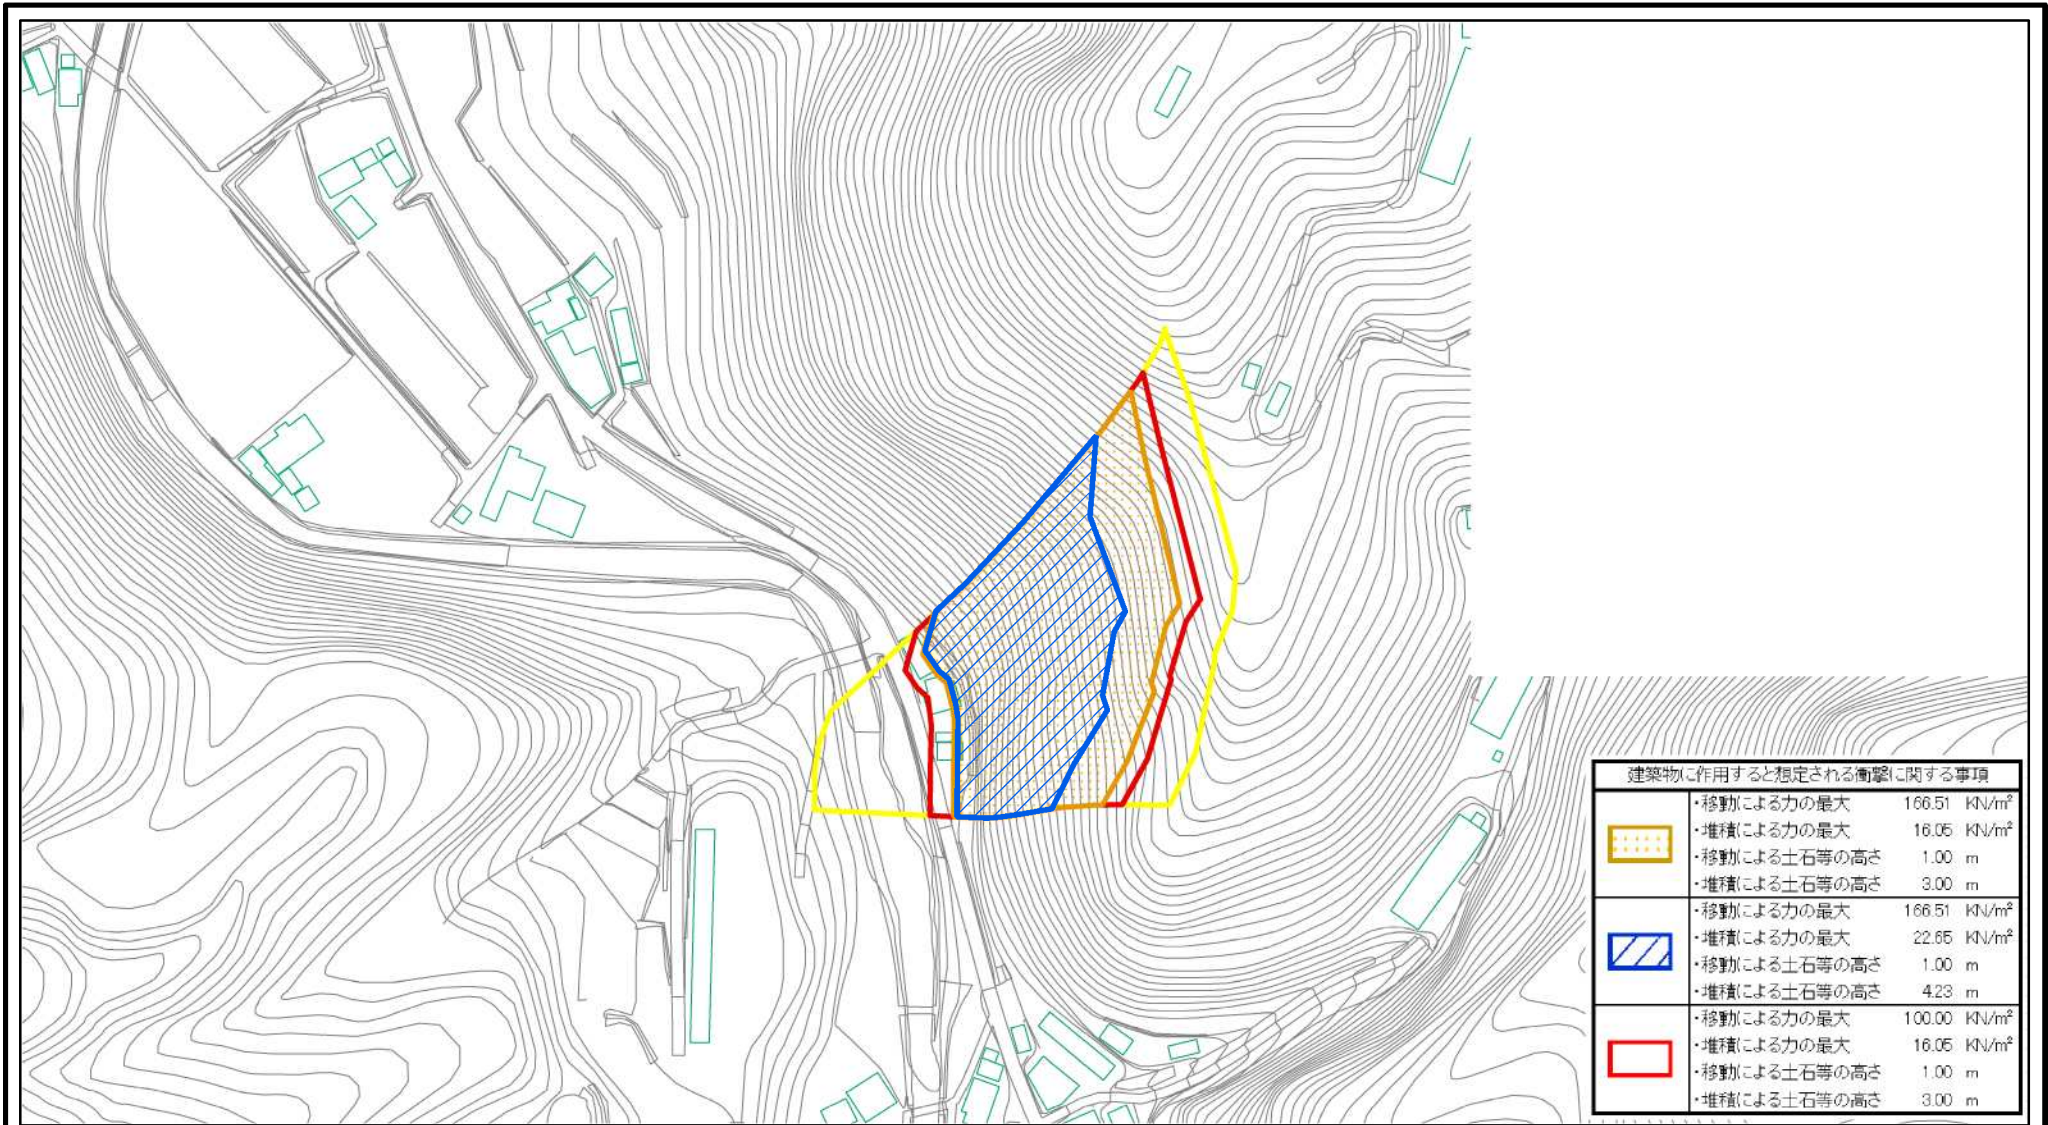 建築物に作用すると想定される衝撃に関する事項
・移動による力の最大 166.51 KN/m²
・堆積による力の最大 16.05 KN/m²
・移動による土石等の高さ 1.00 m
・堆積による土石等の高さ 3.00 m
・移動による力の最大 166.51 KN/m²
・堆積による力の最大 22.65 KN/m²
・移動による土石等の高さ 1.00 m
・堆積による土石等の高さ 4.23 m
・移動による力の最大 100.00 KN/m²
・堆積による力の最大 16.05 KN/m²
・移動による土石等の高さ 1.00 m
・堆積による土石等の高さ 3.00 m